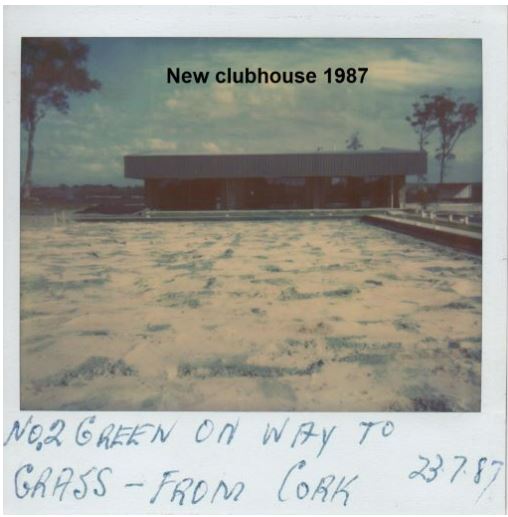 New clubhouse 1987
NO.2 GREEN ON WAY TO
GRASS - FROM CORK 23.7.87